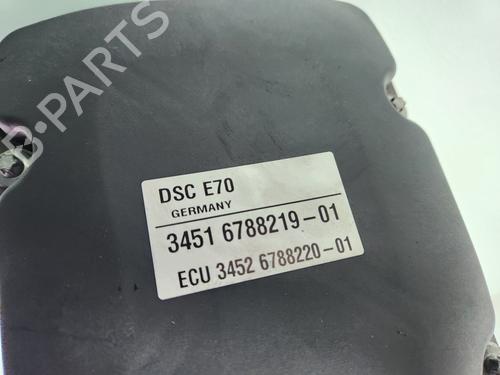 B-PARTS
DSC E70
GERMANY
3451 6788219-01
ECU 3452 6788220-01